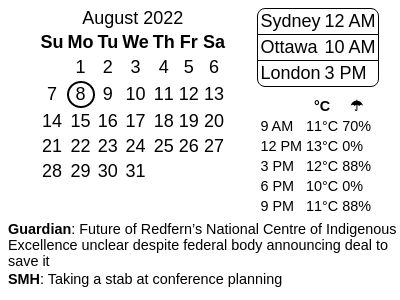 August 2022
Su Mo Tu We Th Fr Sa
1 2 3 4 5 6
7 8 9 10 11 12 13
14 15 16 17 18 19 20
21 22 23 24 25 26 27
28 29 30 31
Sydney 12 AM
Ottawa 10 AM
London 3 PM
°C ☂
9 AM 11°C 70%
12 PM 13°C 0%
3 PM 12°C 88%
6 PM 10°C 0%
9 PM 11°C 88%
Guardian: Future of Redfern's National Centre of Indigenous
Excellence unclear despite federal body announcing deal to
save it
SMH: Taking a stab at conference planning